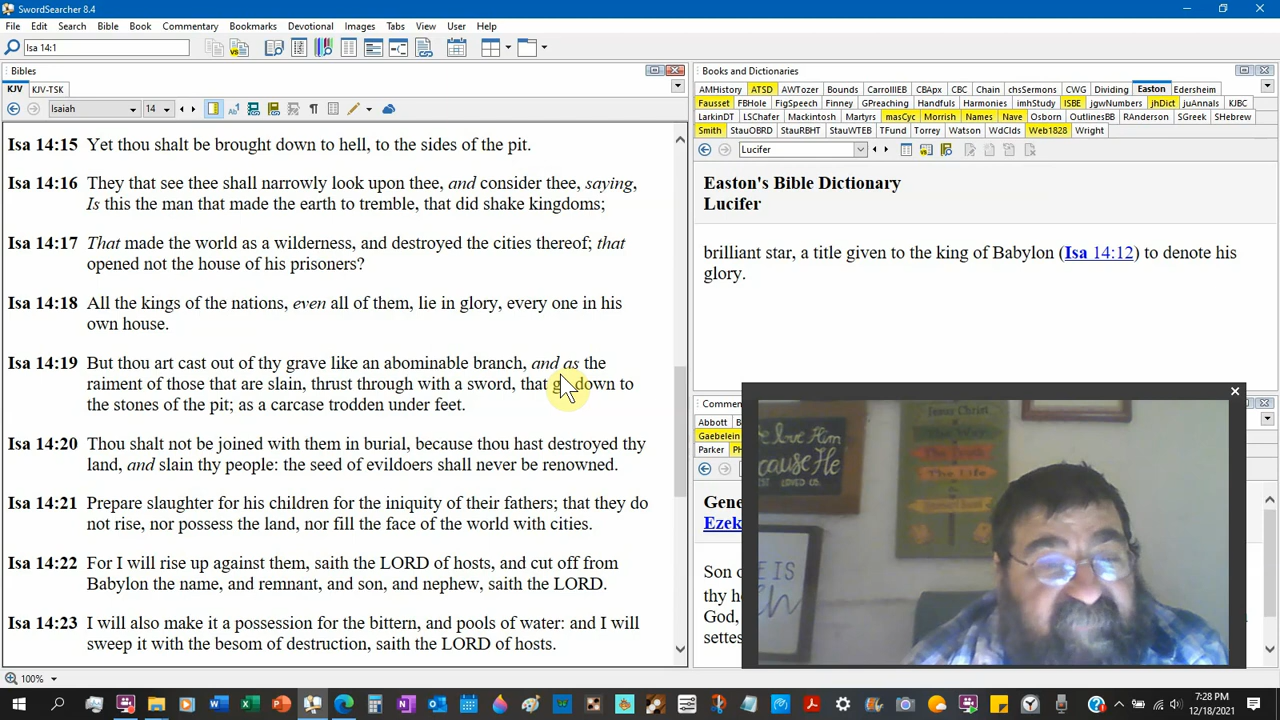 SwordSearcher 8.4
File Edit Search Bible Book Commentary Bookmarks Devotional Images Tabs View User Help
Isa 14:1
Bibles
KJV KJV-TSK
Isaiah 14
Isa 14:15 Yet thou shalt be brought down to hell, to the sides of the pit.
Isa 14:16 They that see thee shall narrowly look upon thee, and consider thee, saying,
Is this the man that made the earth to tremble, that did shake kingdoms;
Isa 14:17 That made the world as a wilderness, and destroyed the cities thereof; that
opened not the house of his prisoners?
Isa 14:18 All the kings of the nations, even all of them, lie in glory, every one in his
own house.
Isa 14:19 But thou art cast out of thy grave like an abominable branch, and as the
raiment of those that are slain, thrust through with a sword, that go down to
the stones of the pit; as a carcase trodden under feet.
Isa 14:20 Thou shalt not be joined with them in burial, because thou hast destroyed thy
land, and slain thy people: the seed of evildoers shall never be renowned.
Isa 14:21 Prepare slaughter for his children for the iniquity of their fathers; that they do
not rise, nor possess the land, nor fill the face of the world with cities.
Isa 14:22 For I will rise up against them, saith the LORD of hosts, and cut off from
Babylon the name, and remnant, and son, and nephew, saith the LORD.
Isa 14:23 I will also make it a possession for the bittern, and pools of water: and I will
sweep it with the besom of destruction, saith the LORD of hosts.
100%
Books and Dictionaries
AMHistory ATSD AWTozer Bounds CarrollIEB CBApx CBC Chain chsSermons CWG Dividing Easton Edersheim
Fausset FBHole FigSpeech Finney GPreaching Handfuls Harmonies imhStudy ISBE jgwNumbers jhDict juAnnals KJBC
LarkinDT LSChafer Mackintosh Martyrs masCyc Morrish Names Nave Osborn OutlinesBB RAnderson SGreek SHebrew
Smith StauOBRD StauRBHT StauWTEB TFund Torrey Watson WdClds Web1828 Wright
Lucifer
Easton's Bible Dictionary
Lucifer
brilliant star, a title given to the king of Babylon (Isa 14:12) to denote his
glory.
Commen
Abbott B
Gaebelein
Parker PH
Gene
Ezek
Son o
thy h
God,
settes
Jesus Christ
The Life
we love Him
because He
LOVED US.
HE IS
7:28 PM
12/18/2021